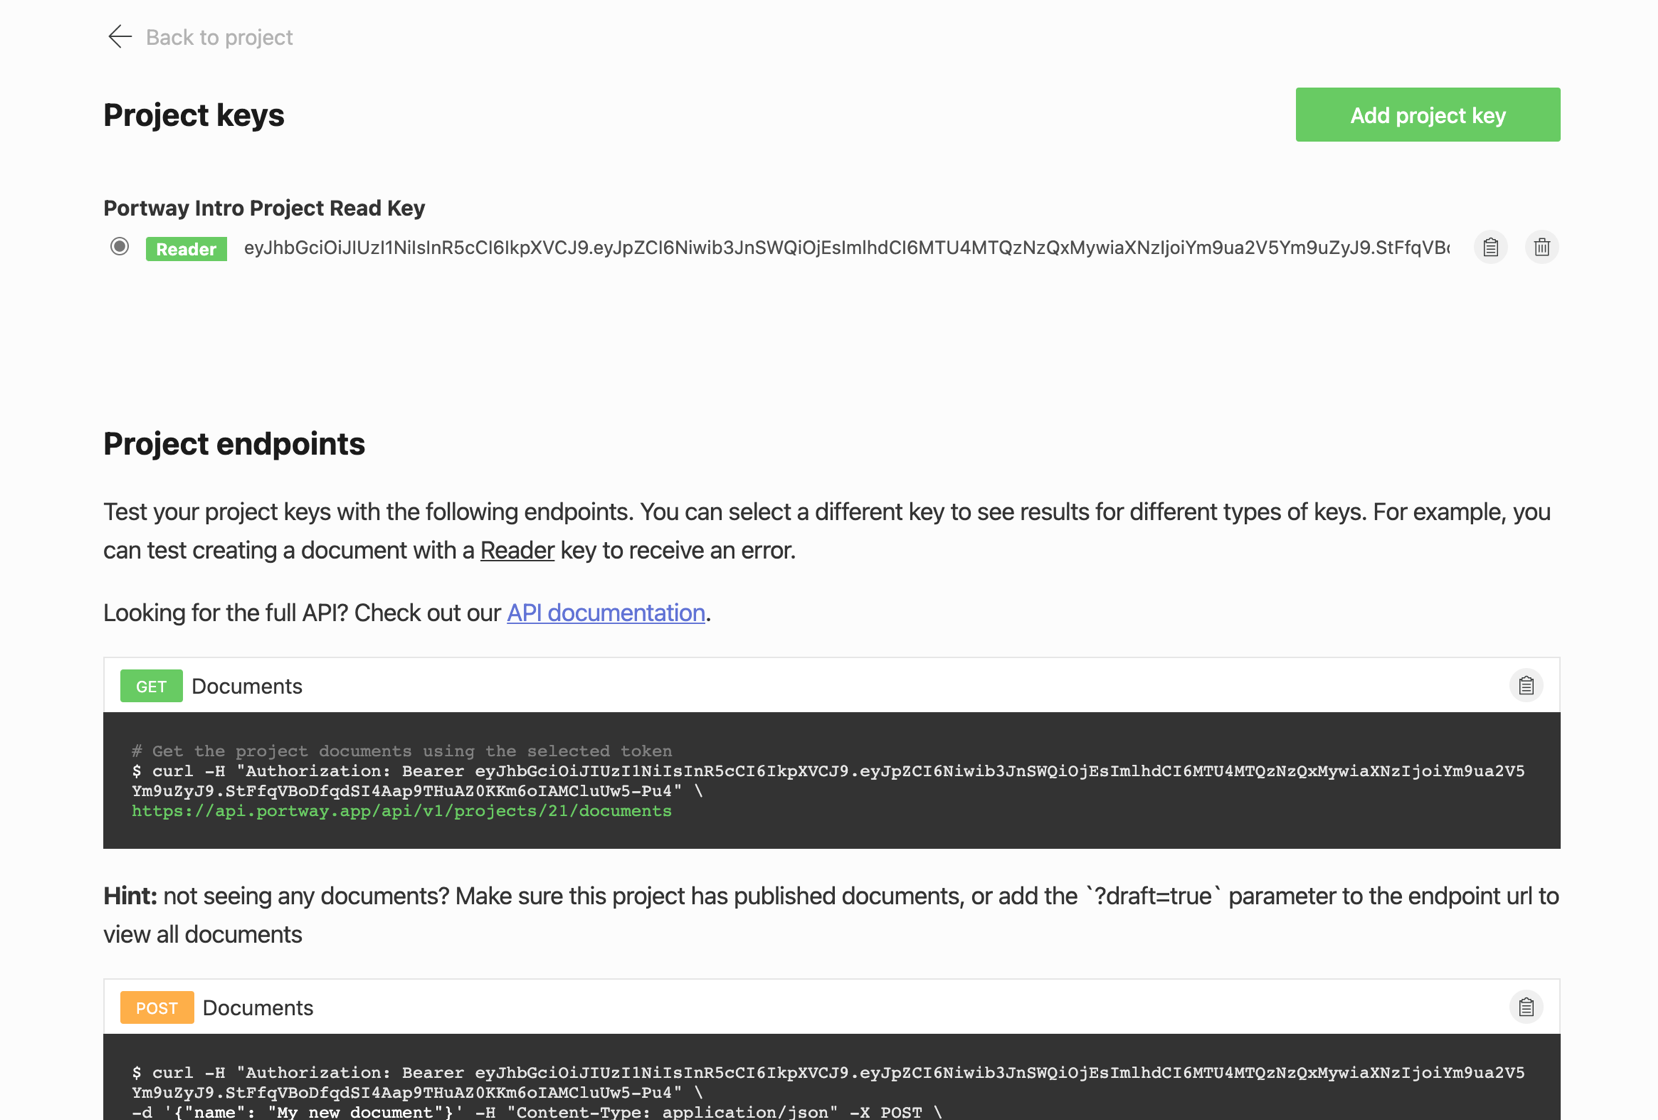 Back to project
Project keys
Add project key
Portway Intro Project Read Key
Reader eyJhbGciOiJIUzI1NiIsInR5cCI6IkpXVCJ9.eyJpZCI6Niwib3JnSWQiOjEsImlhdCI6MTU4MTQzNzQxMywiaXNzIjoiYm9ua2V5Ym9uZyJ9.StFfqVBo
Project endpoints
Test your project keys with the following endpoints. You can select a different key to see results for different types of keys. For example, you
can test creating a document with a Reader key to receive an error.
Looking for the full API? Check out our API documentation.
GET Documents
# Get the project documents using the selected token
$ curl -H "Authorization: Bearer eyJhbGciOiJIUzI1NiIsInR5cCI6IkpXVCJ9.eyJpZCI6Niwib3JnSWQiOjEsImlhdCI6MTU4MTQzNzQxMywiaXNzIjoiYm9ua2V5
Ym9uZyJ9.StFfqVBoDfqdSI4Aap9THuAZ0KKm6oIAMCluUw5-Pu4" \
https://api.portway.app/api/v1/projects/21/documents
Hint: not seeing any documents? Make sure this project has published documents, or add the `?draft=true` parameter to the endpoint url to
view all documents
POST Documents
$ curl -H "Authorization: Bearer eyJhbGciOiJIUzI1NiIsInR5cCI6IkpXVCJ9.eyJpZCI6Niwib3JnSWQiOjEsImlhdCI6MTU4MTQzNzQxMywiaXNzIjoiYm9ua2V5
Ym9uZyJ9.StFfqVBoDfqdSI4Aap9THuAZ0KKm6oIAMCluUw5-Pu4" \
-d '{"name": "My new document"}' -H "Content-Type: application/json" -X POST \